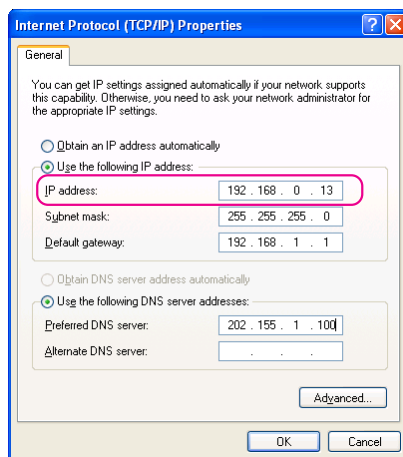 Internet Protocol (TCP/IP) Properties
General
You can get IP settings assigned automatically if your network supports
this capability. Otherwise, you need to ask your network administrator for
the appropriate IP settings.
Obtain an IP address automatically
Use the following IP address:
IP address: 192 . 168 . 0 . 13
Subnet mask: 255 . 255 . 255 . 0
Default gateway: 192 . 168 . 1 . 1
Obtain DNS server address automatically
Use the following DNS server addresses:
Preferred DNS server: 202 . 155 . 1 . 100
Alternate DNS server: . . .
Advanced...
OK Cancel